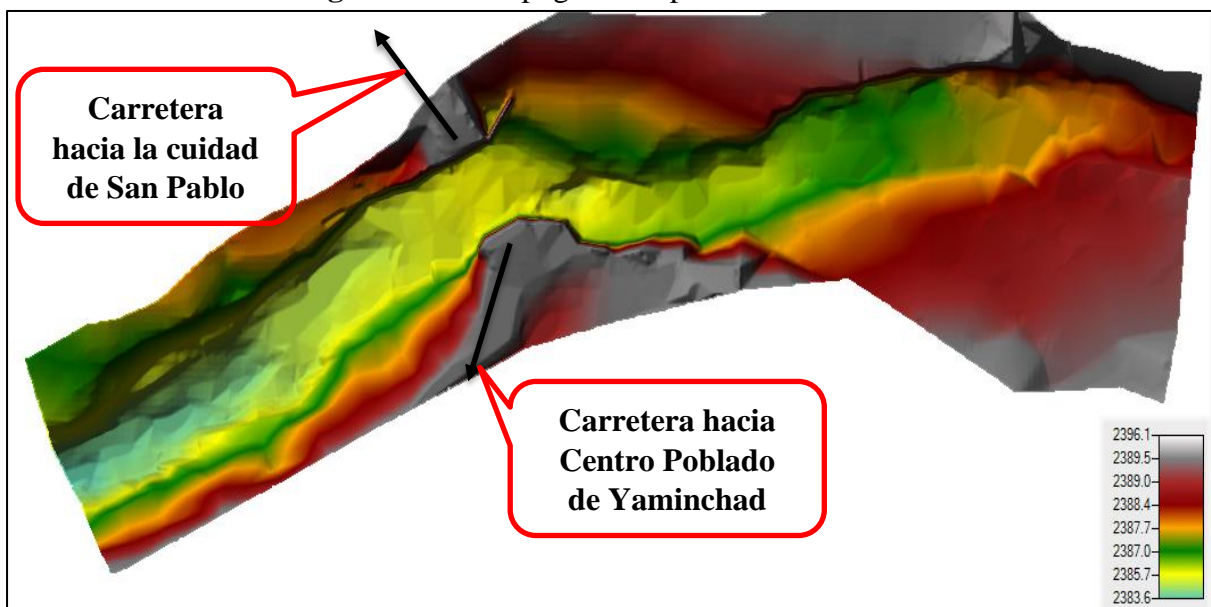 Carretera
hacia la cuidad
de San Pablo
Carretera hacia
Centro Poblado
de Yaminchad
2396.1
2389.5
2389.0
2388.4
2387.7
2387.0
2385.7
2383.6